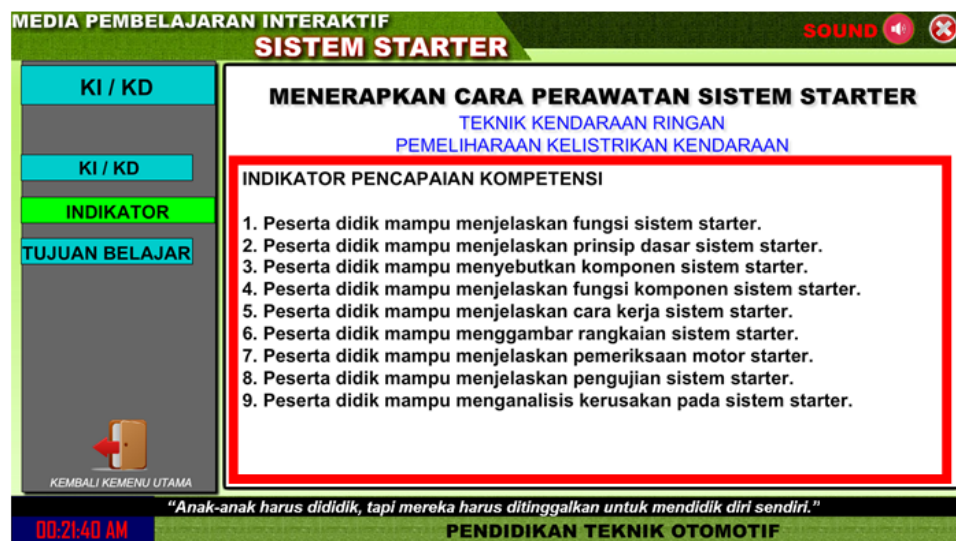 MEDIA PEMBELAJARAN INTERAKTIF
SISTEM STARTER
SOUND
KI / KD
KI / KD
INDIKATOR
TUJUAN BELAJAR
KEMBALI KEMENU UTAMA
MENERAPKAN CARA PERAWATAN SISTEM STARTER
TEKNIK KENDARAAN RINGAN
PEMELIHARAAN KELISTRIKAN KENDARAAN
INDIKATOR PENCAPAIAN KOMPETENSI
1. Peserta didik mampu menjelaskan fungsi sistem starter.
2. Peserta didik mampu menjelaskan prinsip dasar sistem starter.
3. Peserta didik mampu menyebutkan komponen sistem starter.
4. Peserta didik mampu menjelaskan fungsi komponen sistem starter.
5. Peserta didik mampu menjelaskan cara kerja sistem starter.
6. Peserta didik mampu menggambar rangkaian sistem starter.
7. Peserta didik mampu menjelaskan pemeriksaan motor starter.
8. Peserta didik mampu menjelaskan pengujian sistem starter.
9. Peserta didik mampu menganalisis kerusakan pada sistem starter.
"Anak-anak harus dididik, tapi mereka harus ditinggalkan untuk mendidik diri sendiri."
00:21:40 AM
PENDIDIKAN TEKNIK OTOMOTIF